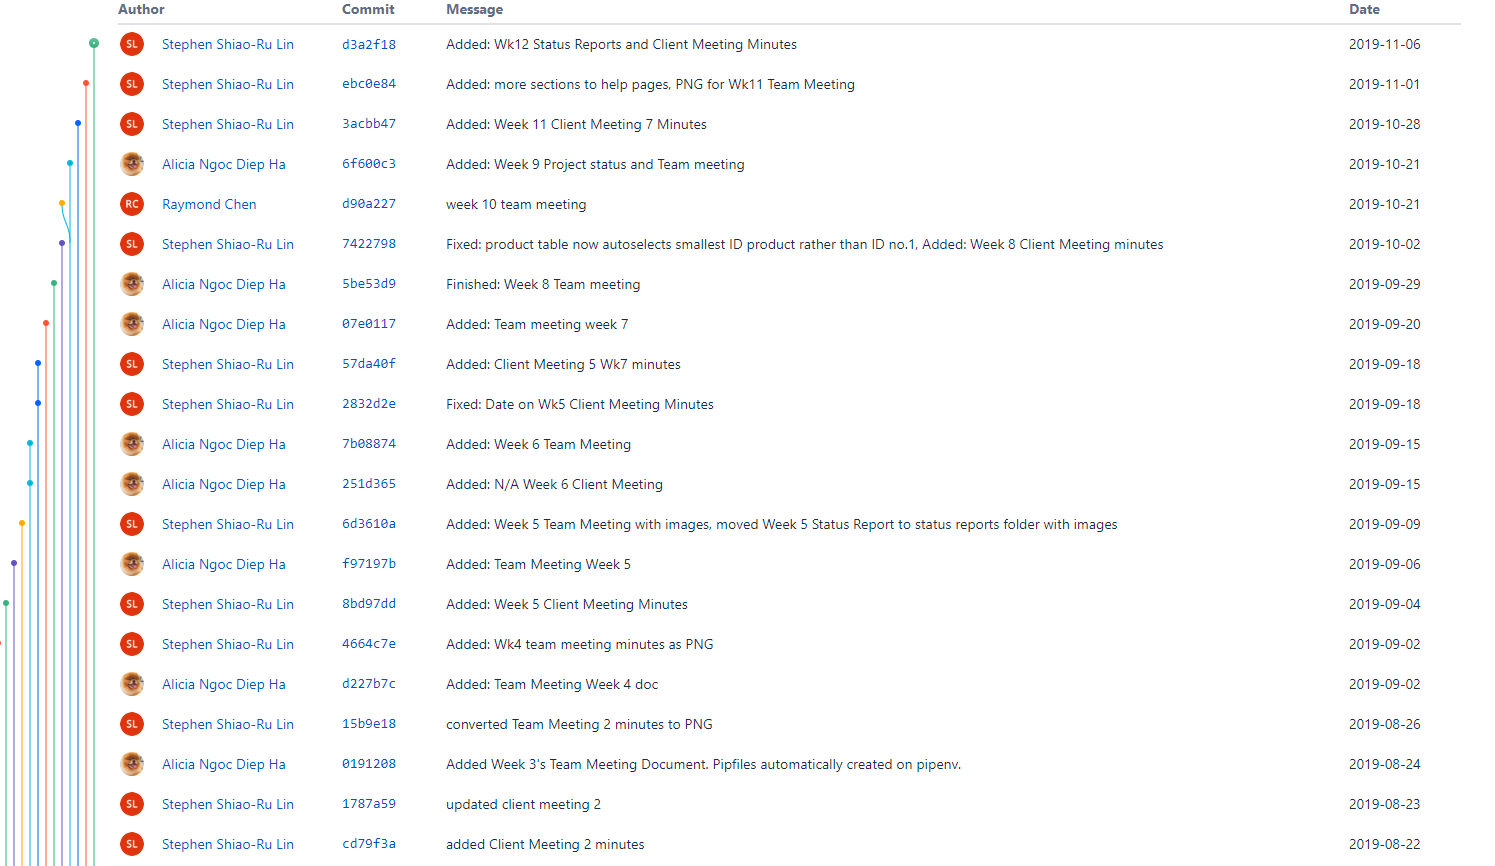 Author Commit Message Date
SL Stephen Shiao-Ru Lin d3a2f18 Added: Wk12 Status Reports and Client Meeting Minutes 2019-11-06
SL Stephen Shiao-Ru Lin ebc0e84 Added: more sections to help pages, PNG for Wk11 Team Meeting 2019-11-01
SL Stephen Shiao-Ru Lin 3acbb47 Added: Week 11 Client Meeting 7 Minutes 2019-10-28
Alicia Ngoc Diep Ha 6f600c3 Added: Week 9 Project status and Team meeting 2019-10-21
RC Raymond Chen d90a227 week 10 team meeting 2019-10-21
SL Stephen Shiao-Ru Lin 7422798 Fixed: product table now autoselects smallest ID product rather than ID no.1, Added: Week 8 Client Meeting minutes 2019-10-02
Alicia Ngoc Diep Ha 5be53d9 Finished: Week 8 Team meeting 2019-09-29
Alicia Ngoc Diep Ha 07e0117 Added: Team meeting week 7 2019-09-20
SL Stephen Shiao-Ru Lin 57da40f Added: Client Meeting 5 Wk7 minutes 2019-09-18
SL Stephen Shiao-Ru Lin 2832d2e Fixed: Date on Wk5 Client Meeting Minutes 2019-09-18
Alicia Ngoc Diep Ha 7b08874 Added: Week 6 Team Meeting 2019-09-15
Alicia Ngoc Diep Ha 251d365 Added: N/A Week 6 Client Meeting 2019-09-15
SL Stephen Shiao-Ru Lin 6d3610a Added: Week 5 Team Meeting with images, moved Week 5 Status Report to status reports folder with images 2019-09-09
Alicia Ngoc Diep Ha f97197b Added: Team Meeting Week 5 2019-09-06
SL Stephen Shiao-Ru Lin 8bd97dd Added: Week 5 Client Meeting Minutes 2019-09-04
SL Stephen Shiao-Ru Lin 4664c7e Added: Wk4 team meeting minutes as PNG 2019-09-02
Alicia Ngoc Diep Ha d227b7c Added: Team Meeting Week 4 doc 2019-09-02
SL Stephen Shiao-Ru Lin 15b9e18 converted Team Meeting 2 minutes to PNG 2019-08-26
Alicia Ngoc Diep Ha 0191208 Added Week 3's Team Meeting Document. Pipfiles automatically created on pipenv. 2019-08-24
SL Stephen Shiao-Ru Lin 1787a59 updated client meeting 2 2019-08-23
SL Stephen Shiao-Ru Lin cd79f3a added Client Meeting 2 minutes 2019-08-22